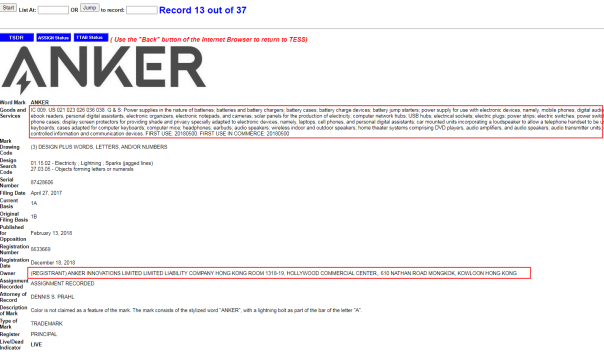 Start List At: OR Jump to record: Record 13 out of 37
TSDR ASSIGN Status TTAB Status ( Use the "Back" button of the Internet Browser to return to TESS)
ANKER
Word Mark ANKER
Goods and Services IC 009. US 021 023 026 036 038. G & S: Power supplies in the nature of batteries; batteries and battery chargers; battery cases; battery charge devices; battery jump starters; power supply for use with electronic devices, namely, mobile phones, digital audio
ebook readers, personal digital assistants, electronic organizers, electronic notepads, and cameras; solar panels for the production of electricity; computer network hubs, USB hubs, electrical sockets, electric plugs; power strips; electric switches, power switc
phone cases, display screen protectors for providing shade and privacy specially adapted to electronic devices, namely, laptops, cell phones, and personal digital assistants; car mounted units incorporating a loudspeaker to allow a telephone handset to be u
keyboards; cases adapted for computer keyboards; computer mice; headphones; earbuds; audio speakers; wireless indoor and outdoor speakers; home theater systems comprising DVD players, audio amplifiers, and audio speakers; audio transmitter units;
controlled information and communication devices. FIRST USE: 20180500. FIRST USE IN COMMERCE: 20180500
Mark Drawing Code (3) DESIGN PLUS WORDS, LETTERS, AND/OR NUMBERS
Design Search Code 01.15.02 - Electricity ; Lightning ; Sparks (jagged lines)
27.03.05 - Objects forming letters or numerals
Serial Number 87428606
Filing Date April 27, 2017
Current Basis 1A
Original Filing Basis 1B
Published for Opposition February 13, 2018
Registration Number 5633669
Registration Date December 18, 2018
Owner (REGISTRANT) ANKER INNOVATIONS LIMITED LIMITED LIABILITY COMPANY HONG KONG ROOM 1318-19, HOLLYWOOD COMMERCIAL CENTER,, 610 NATHAN ROAD MONGKOK, KOWLOON HONG KONG
Assignment Recorded ASSIGNMENT RECORDED
Attorney of Record DENNIS S. PRAHL
Description of Mark Color is not claimed as a feature of the mark. The mark consists of the stylized word "ANKER", with a lightning bolt as part of the bar of the letter "A".
Type of Mark TRADEMARK
Register PRINCIPAL
Live/Dead Indicator LIVE